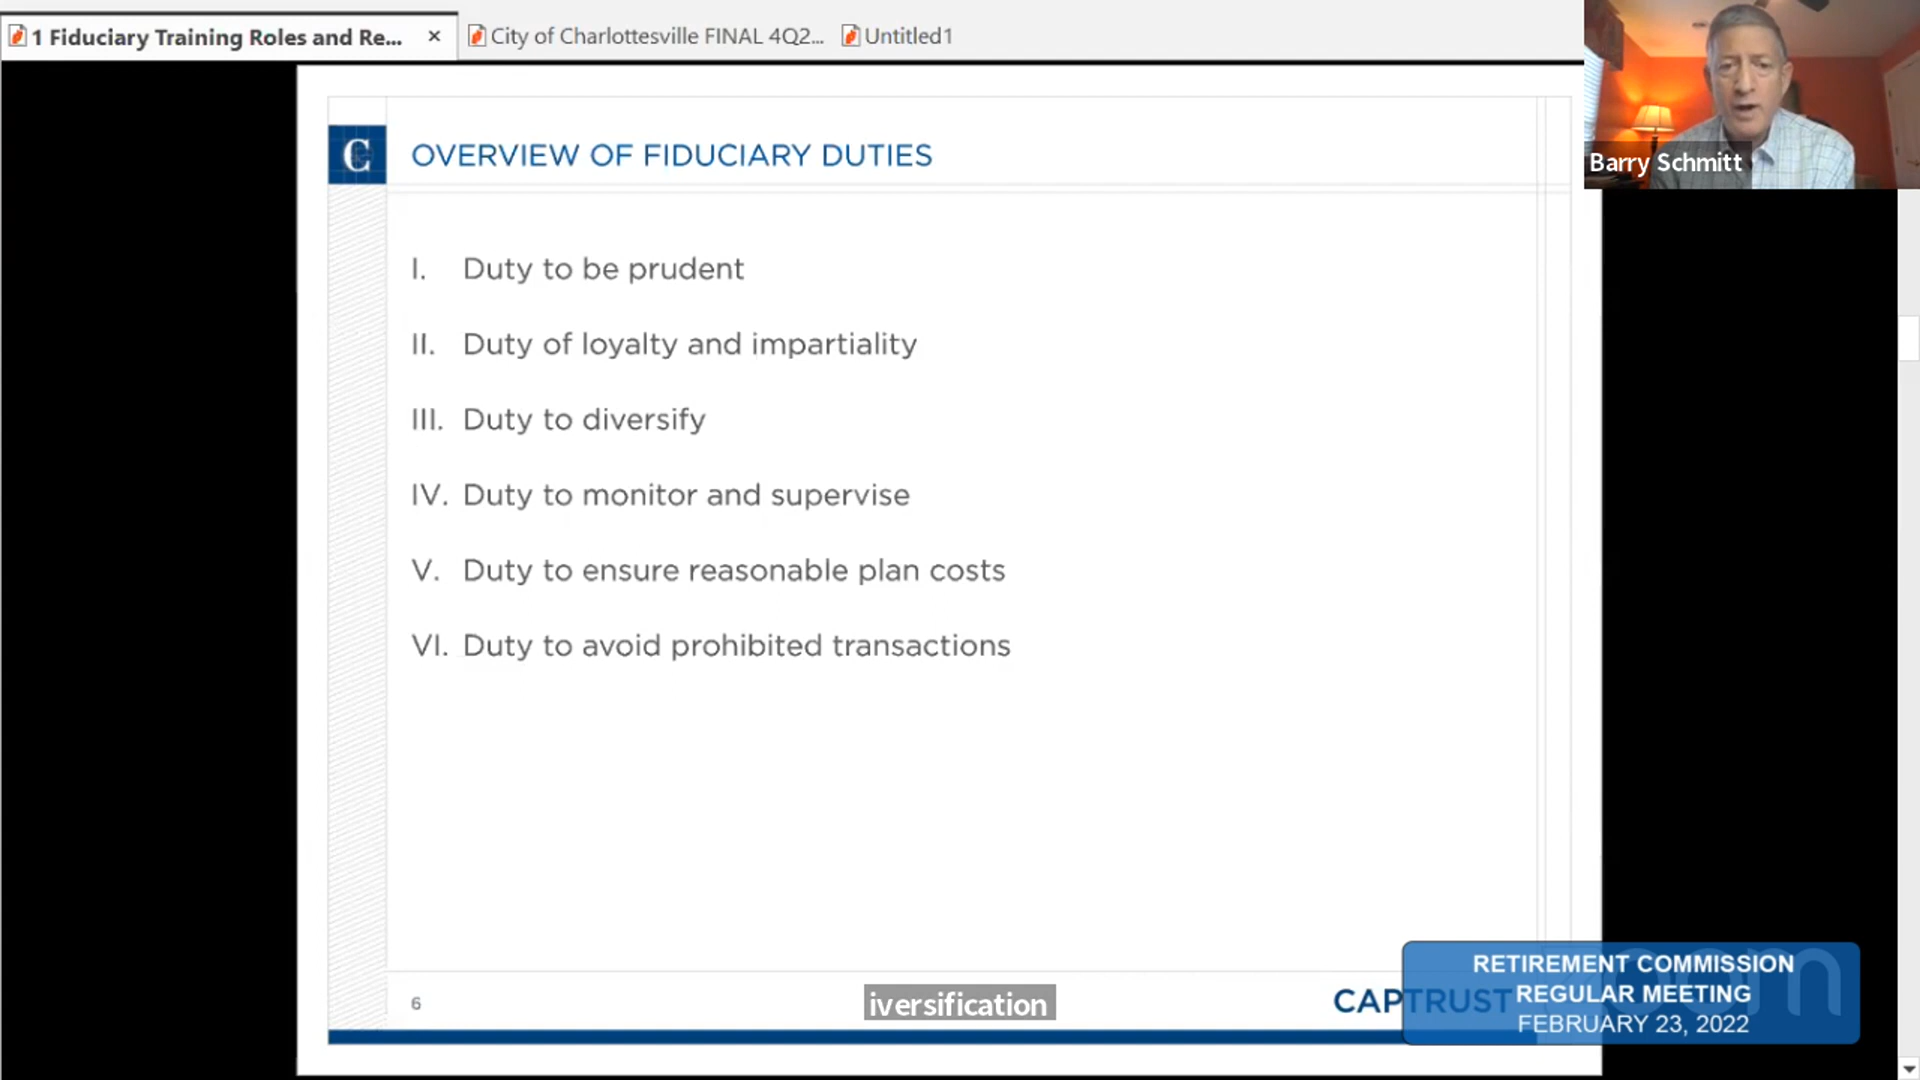 1 Fiduciary Training Roles and Re...
City of Charlottesville FINAL 4Q2...
Untitled1
Barry Schmitt
C
OVERVIEW OF FIDUCIARY DUTIES
I. Duty to be prudent
II. Duty of loyalty and impartiality
III. Duty to diversify
IV. Duty to monitor and supervise
V. Duty to ensure reasonable plan costs
VI. Duty to avoid prohibited transactions
6
iversification
CAPTRUST
RETIREMENT COMMISSION
REGULAR MEETING
FEBRUARY 23, 2022